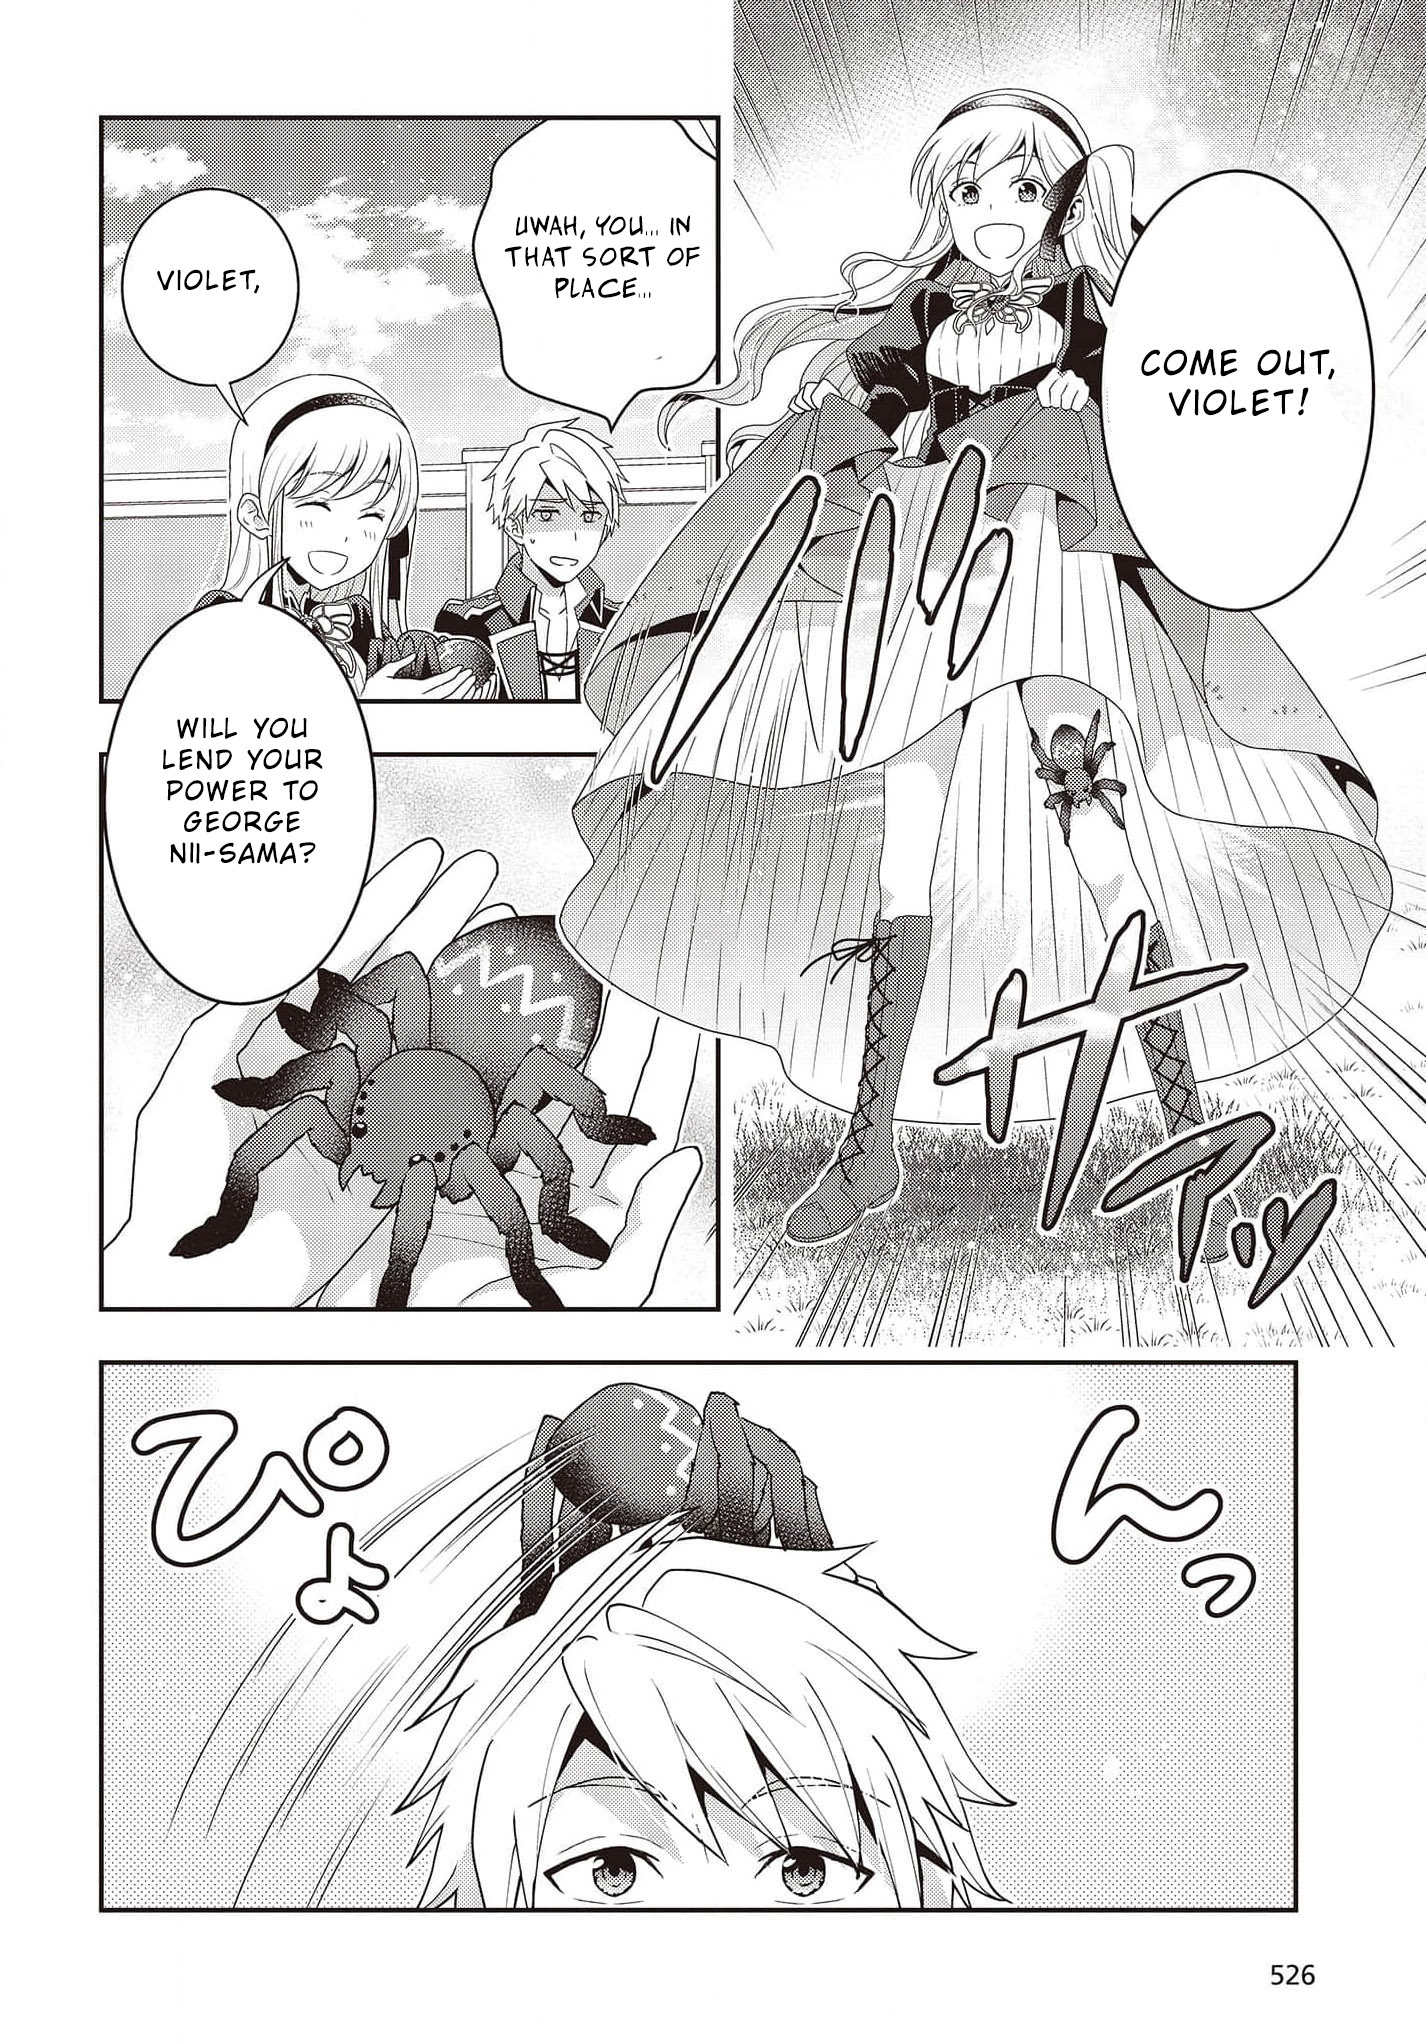 COME OUT,
VIOLET!
バッ
ザアッ
UWAH, YOU... IN
THAT SORT OF
PLACE...
VIOLET,
WILL YOU
LEND YOUR
POWER TO
GEORGE
NII-SAMA?
ぴょ
んっ
526